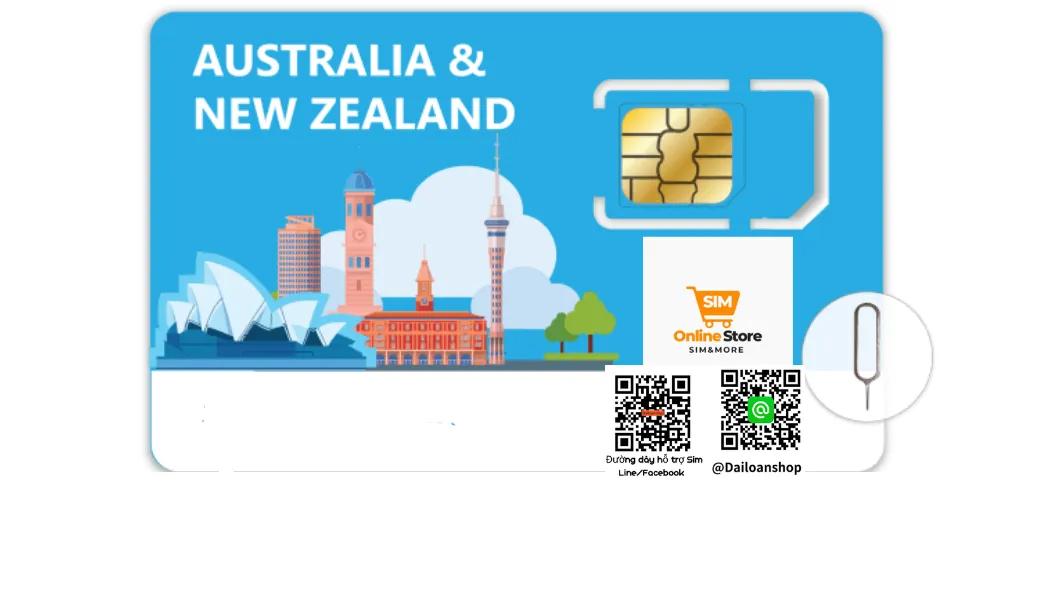 AUSTRALIA &
NEW ZEALAND
SIM
Online Store
SIM&MORE
@
Đường dây hỗ trợ Sim
Line/Facebook
@Dailoanshop